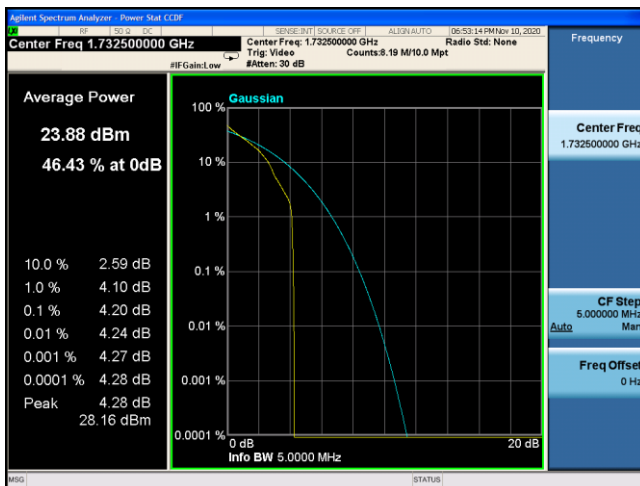 Agilent Spectrum Analyzer - Power Stat CCDF
RF 50 Ω DC SENSE:INT SOURCE OFF ALIGN AUTO 06:53:14 PM Nov 10, 2020
Center Freq 1.732500000 GHz
Center Freq: 1.732500000 GHz Radio Std: None
Trig: Video Counts:8.19 M/10.0 Mpt
#IFGain:Low #Atten: 30 dB
Frequency
Average Power
23.88 dBm
46.43 % at 0dB
10.0 % 2.59 dB
1.0 % 4.10 dB
0.1 % 4.20 dB
0.01 % 4.24 dB
0.001 % 4.27 dB
0.0001 % 4.28 dB
Peak 4.28 dB
28.16 dBm
Gaussian
100 %
10 %
1 %
0.1 %
0.01 %
0.001 %
0.0001 %
0 dB 20 dB
Info BW 5.0000 MHz
Center Freq
1.732500000 GHz
CF Step
5.000000 MHz
Auto Man
Freq Offset
0 Hz
MSG STATUS